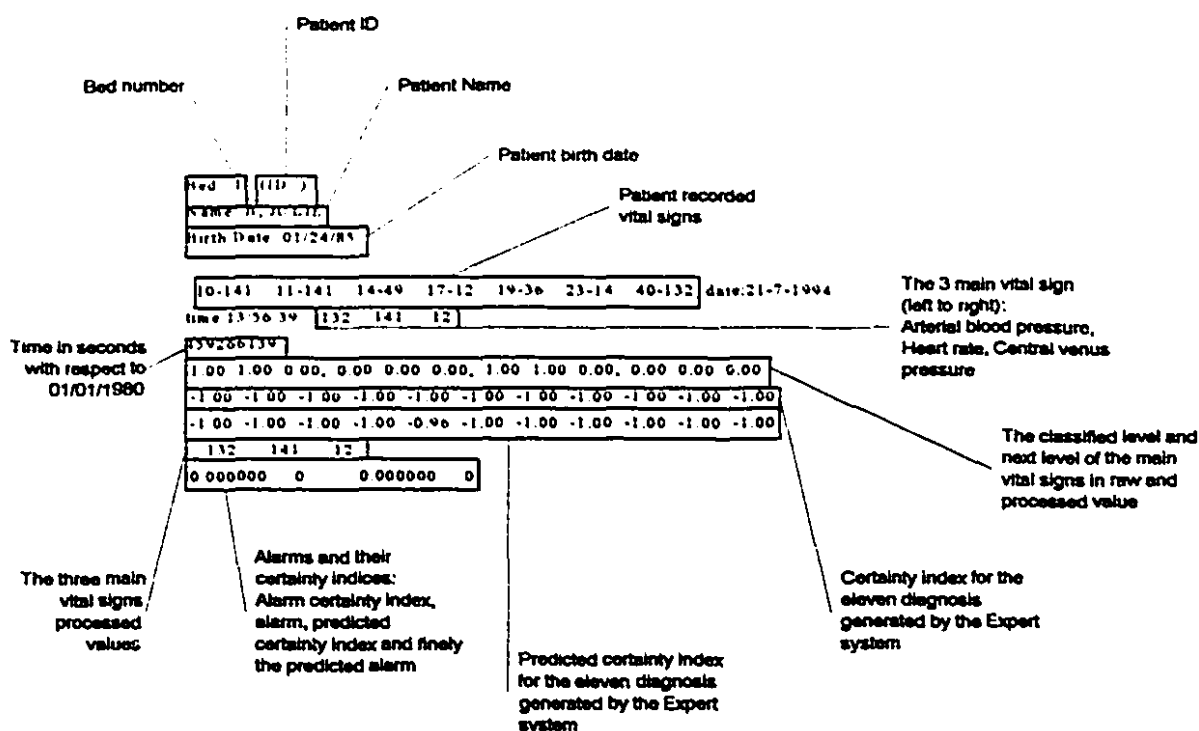 Patient ID
Bed number
Patient Name
Patient birth date
Bed 1 (ID )
Name
Birth Date 01/24/85
Patient recorded
vital signs
10-141 11-141 14-49 17-12 19-36 23-14 40-132 date:21-7-1994
time 13:56:39 132 141 12
The 3 main vital sign
(left to right):
Arterial blood pressure,
Heart rate, Central venus
pressure
Time in seconds
with respect to
01/01/1980
459266139
1.00 1.00 0.00, 0.00 0.00 0.00, 1.00 1.00 0.00, 0.00 0.00 0.00
-1.00 -1.00 -1.00 -1.00 -1.00 -1.00 -1.00 -1.00 -1.00 -1.00 -1.00
-1.00 -1.00 -1.00 -1.00 -0.96 -1.00 -1.00 -1.00 -1.00 -1.00 -1.00
132 141 12
0.000000 0 0.000000 0
The classified level and
next level of the main
vital signs in raw and
processed value
The three main
vital signs
processed
values
Alarms and their
certainty indices:
Alarm certainty index,
alarm, predicted
certainty index and finely
the predicted alarm
Predicted certainty index
for the eleven diagnosis
generated by the Expert
system
Certainty index for the
eleven diagnosis
generated by the Expert
system